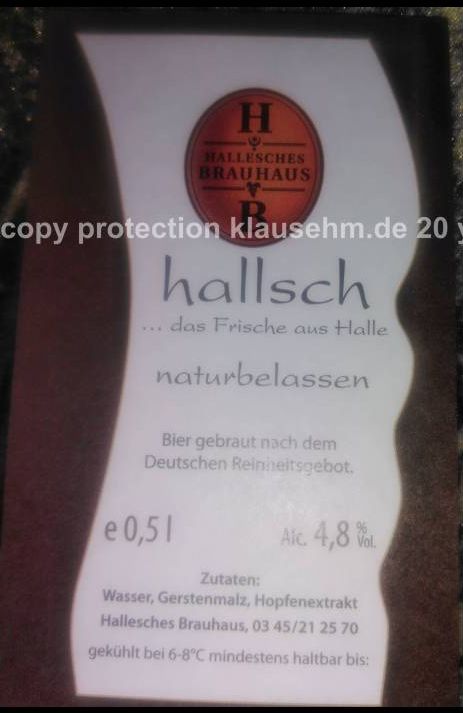 H
HALLESCHES
BRAUHAUS
B
copy protection klausehm.de 20 y
hallsch
... das Frische aus Halle
naturbelassen
Bier gebraut nach dem
Deutschen Reinheitsgebot.
e 0,5 l
Alc. 4,8 % Vol.
Zutaten:
Wasser, Gerstenmalz, Hopfenextrakt
Hallesches Brauhaus, 03 45/21 25 70
gekühlt bei 6-8°C mindestens haltbar bis: